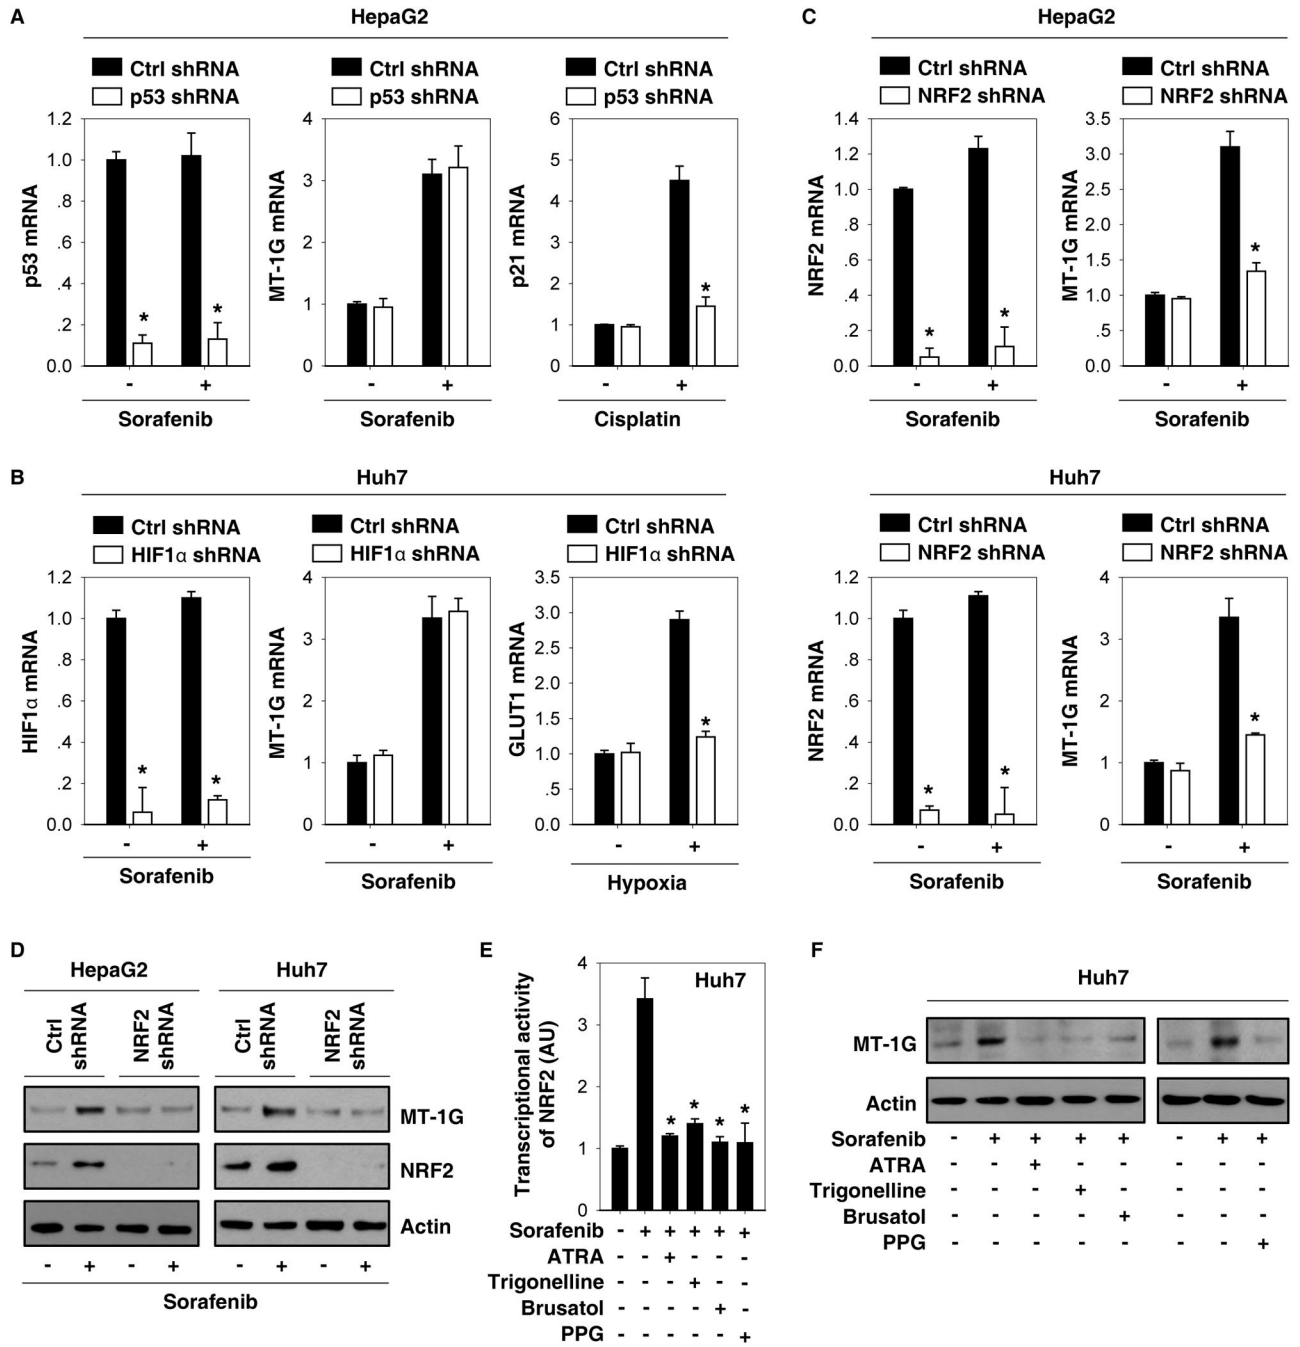 A
HepaG2
Ctrl shRNA
p53 shRNA
p53 mRNA
1.2
1.0
.8
.6
.4
.2
0.0
*
*
- +
Sorafenib
Ctrl shRNA
p53 shRNA
MT-1G mRNA
4
3
2
1
0
- +
Sorafenib
Ctrl shRNA
p53 shRNA
p21 mRNA
6
5
4
3
2
1
0
*
- +
Cisplatin
B
Huh7
Ctrl shRNA
HIF1α shRNA
HIF1α mRNA
1.2
1.0
.8
.6
.4
.2
0.0
*
*
- +
Sorafenib
Ctrl shRNA
HIF1α shRNA
MT-1G mRNA
4
3
2
1
0
- +
Sorafenib
Ctrl shRNA
HIF1α shRNA
GLUT1 mRNA
3.5
3.0
2.5
2.0
1.5
1.0
.5
0.0
*
- +
Hypoxia
C
HepaG2
Ctrl shRNA
NRF2 shRNA
NRF2 mRNA
1.4
1.2
1.0
.8
.6
.4
.2
0.0
*
*
- +
Sorafenib
Ctrl shRNA
NRF2 shRNA
MT-1G mRNA
3.5
3.0
2.5
2.0
1.5
1.0
.5
0.0
*
- +
Sorafenib
Huh7
Ctrl shRNA
NRF2 shRNA
NRF2 mRNA
1.2
1.0
.8
.6
.4
.2
0.0
*
*
- +
Sorafenib
Ctrl shRNA
NRF2 shRNA
MT-1G mRNA
4
3
2
1
0
*
- +
Sorafenib
D
HepaG2
Huh7
Ctrl
shRNA
NRF2
shRNA
Ctrl
shRNA
NRF2
shRNA
MT-1G
NRF2
Actin
- + - + - + - +
Sorafenib
E
Huh7
Transcriptional activity
of NRF2 (AU)
4
3
2
1
0
* * * *
Sorafenib - + + + + +
ATRA - - + - - -
Trigonelline - - - + - -
Brusatol - - - - + -
PPG - - - - - +
F
Huh7
MT-1G
Actin
Sorafenib - + + + + - + +
ATRA - - + - - - - -
Trigonelline - - - + - - - -
Brusatol - - - - + - - -
PPG - - - - - - - +